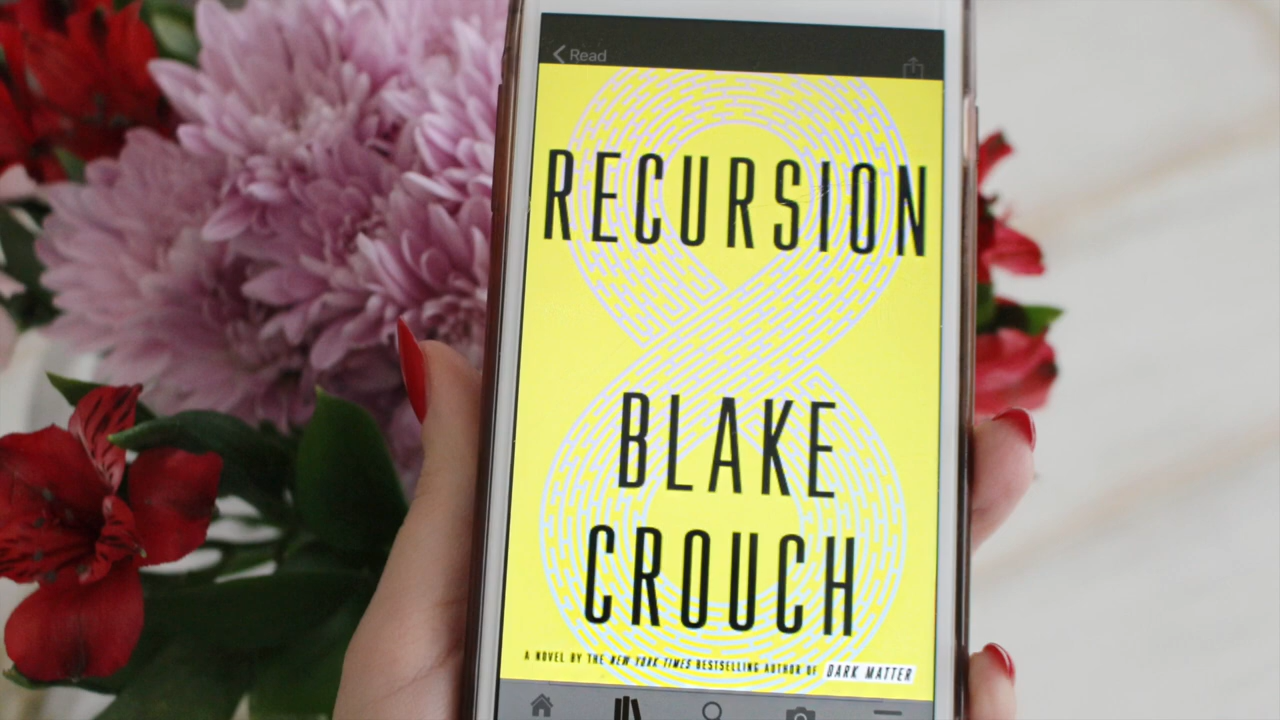 Read
RECURSION
BLAKE
CROUCH
A NOVEL BY THE NEW YORK TIMES BESTSELLING AUTHOR OF DARK MATTER